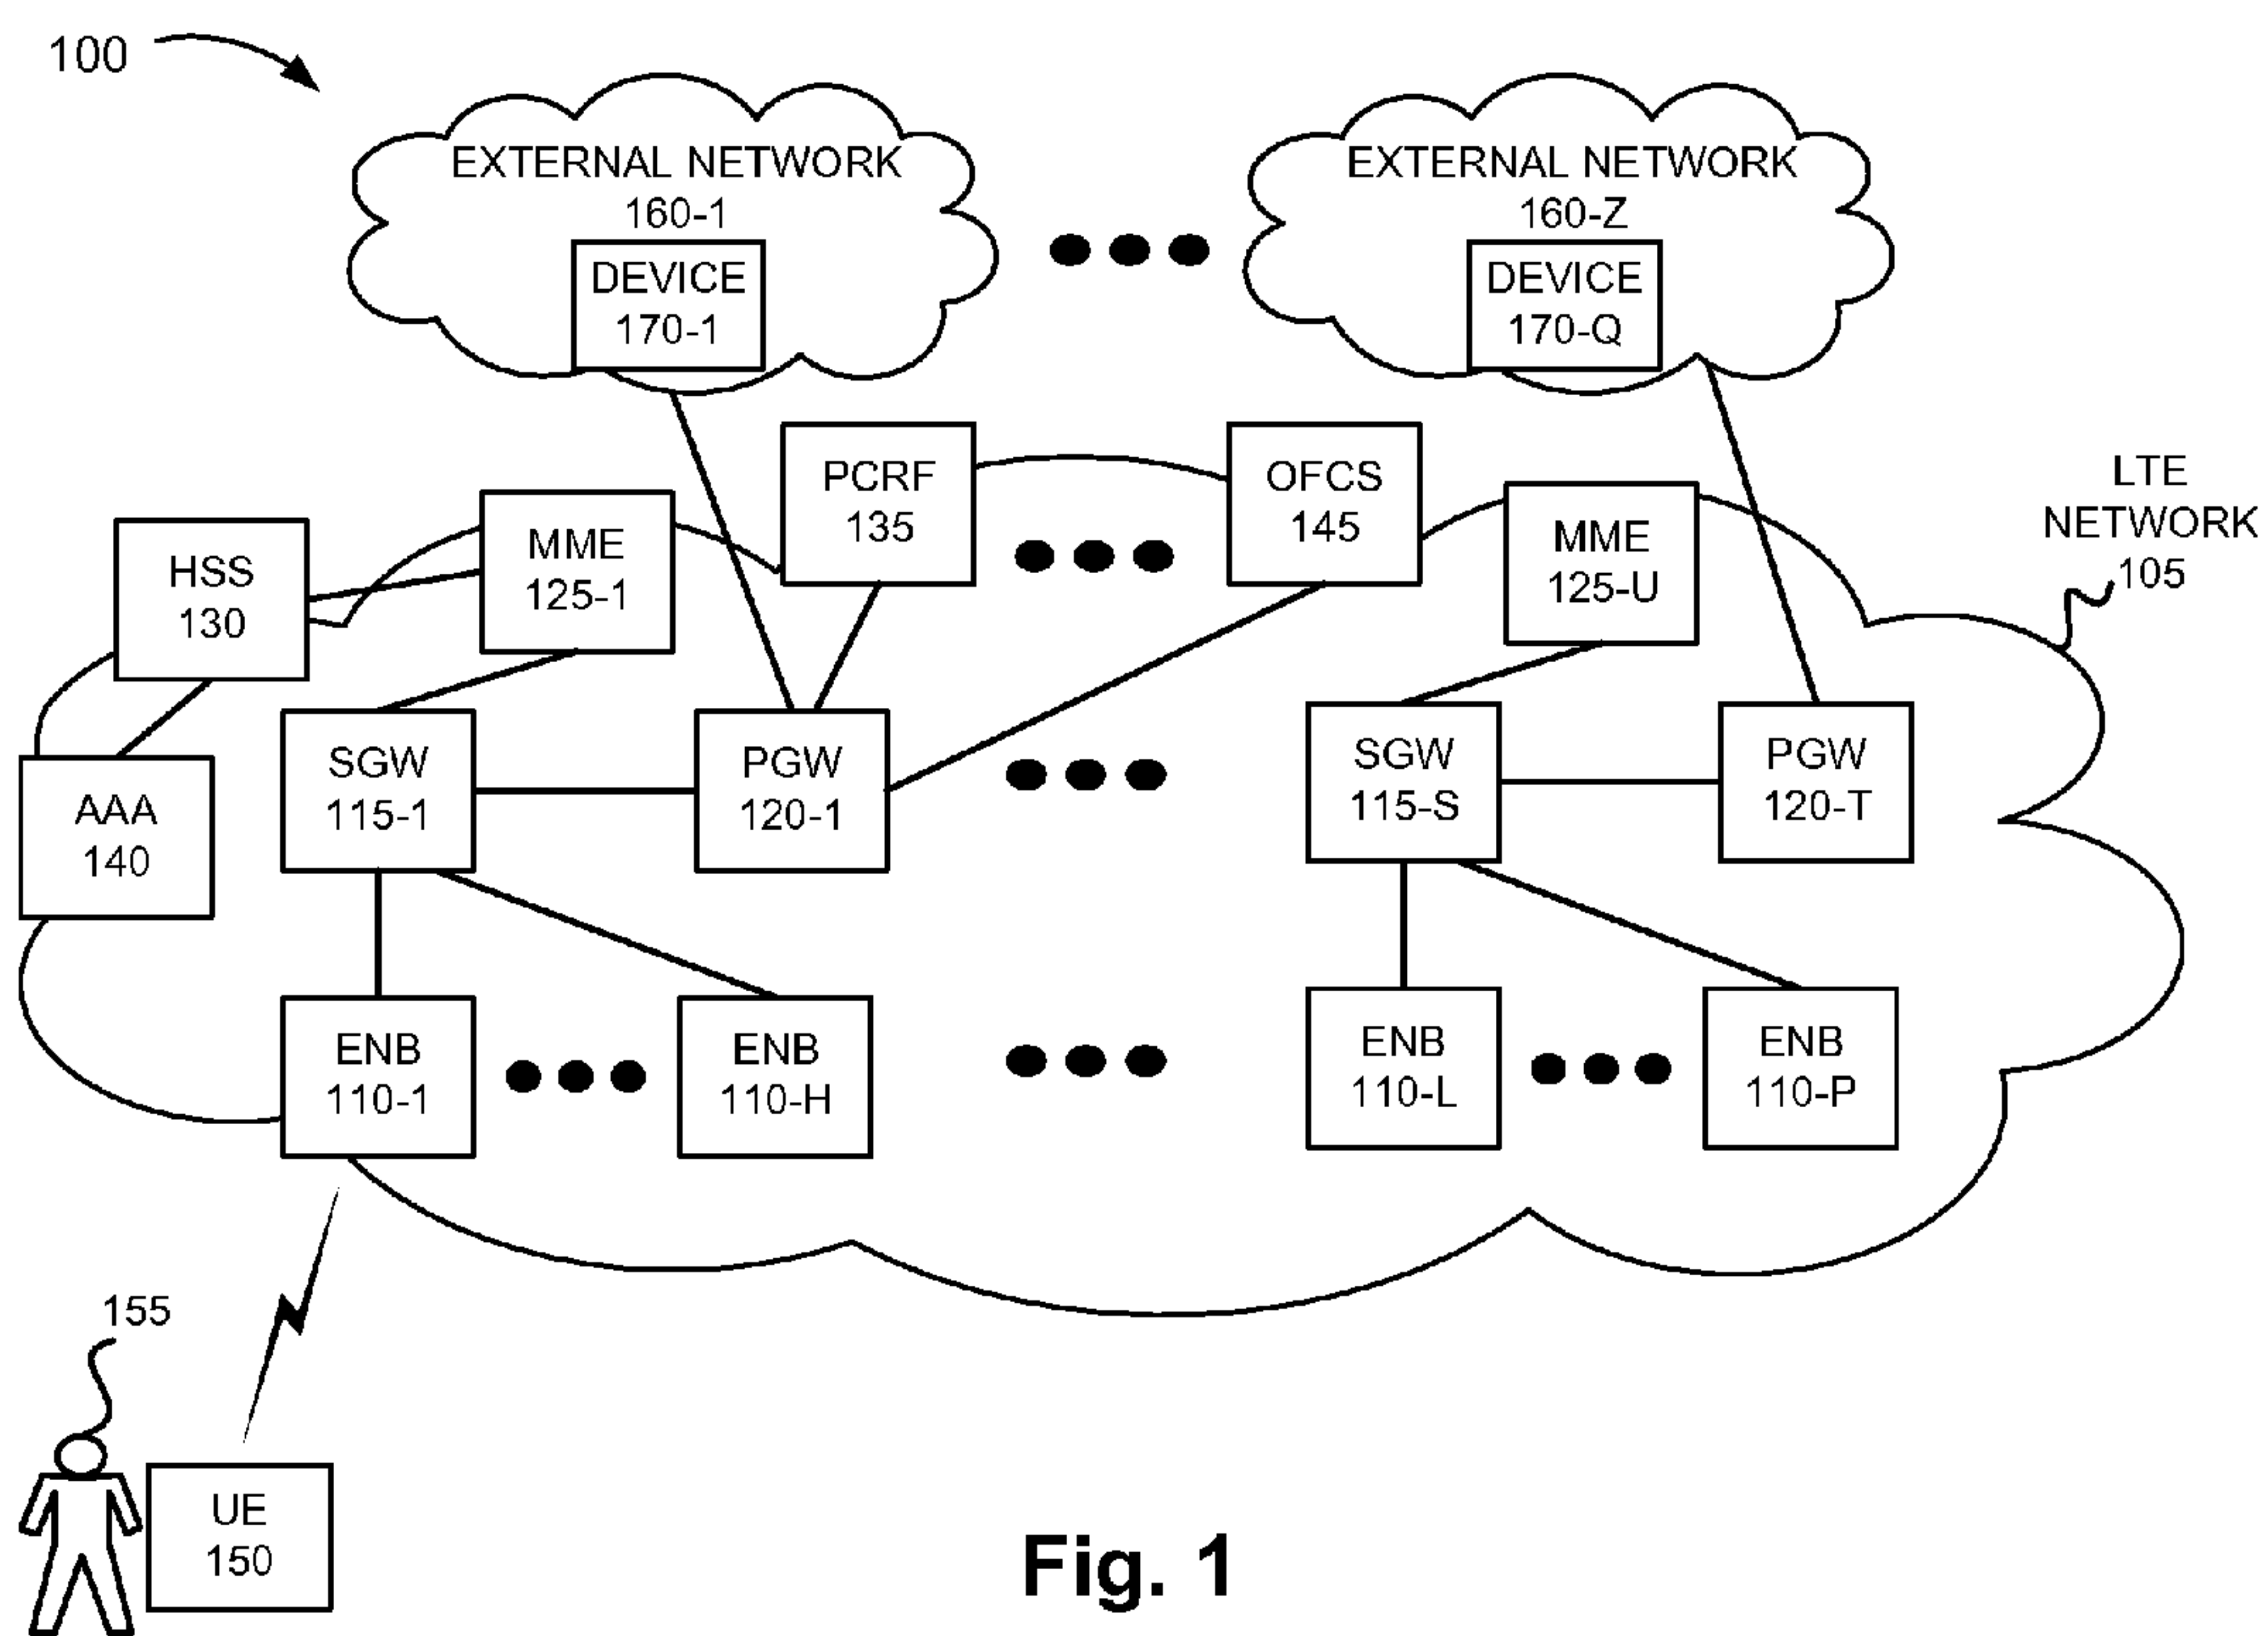 100
EXTERNAL NETWORK
160-1
DEVICE
170-1
EXTERNAL NETWORK
160-Z
DEVICE
170-Q
PCRF
135
OFCS
145
LTE
NETWORK
105
MME
125-1
MME
125-U
HSS
130
SGW
115-1
PGW
120-1
SGW
115-S
PGW
120-T
AAA
140
ENB
110-1
ENB
110-H
ENB
110-L
ENB
110-P
155
UE
150
Fig. 1